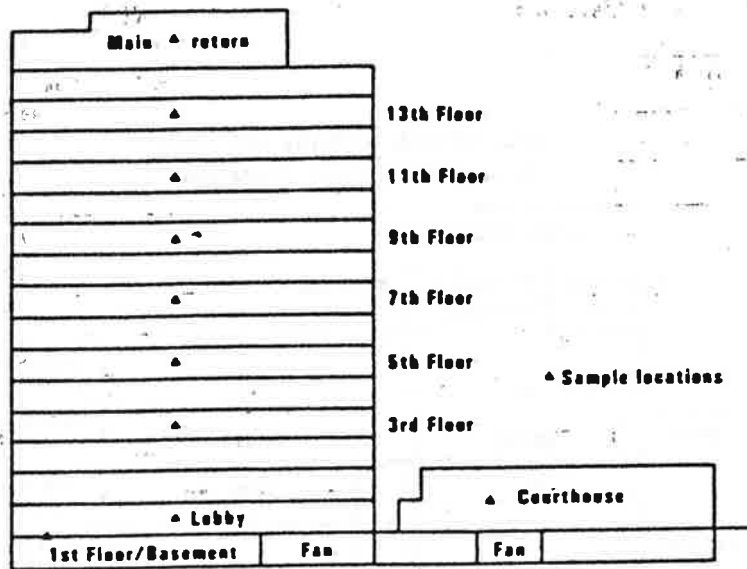 Main ▲ return
13th Floor
11th Floor
9th Floor
7th Floor
5th Floor
▲ Sample locations
3rd Floor
▲ Courthouse
▲ Lobby
1st Floor/Basement
Fan
Fan